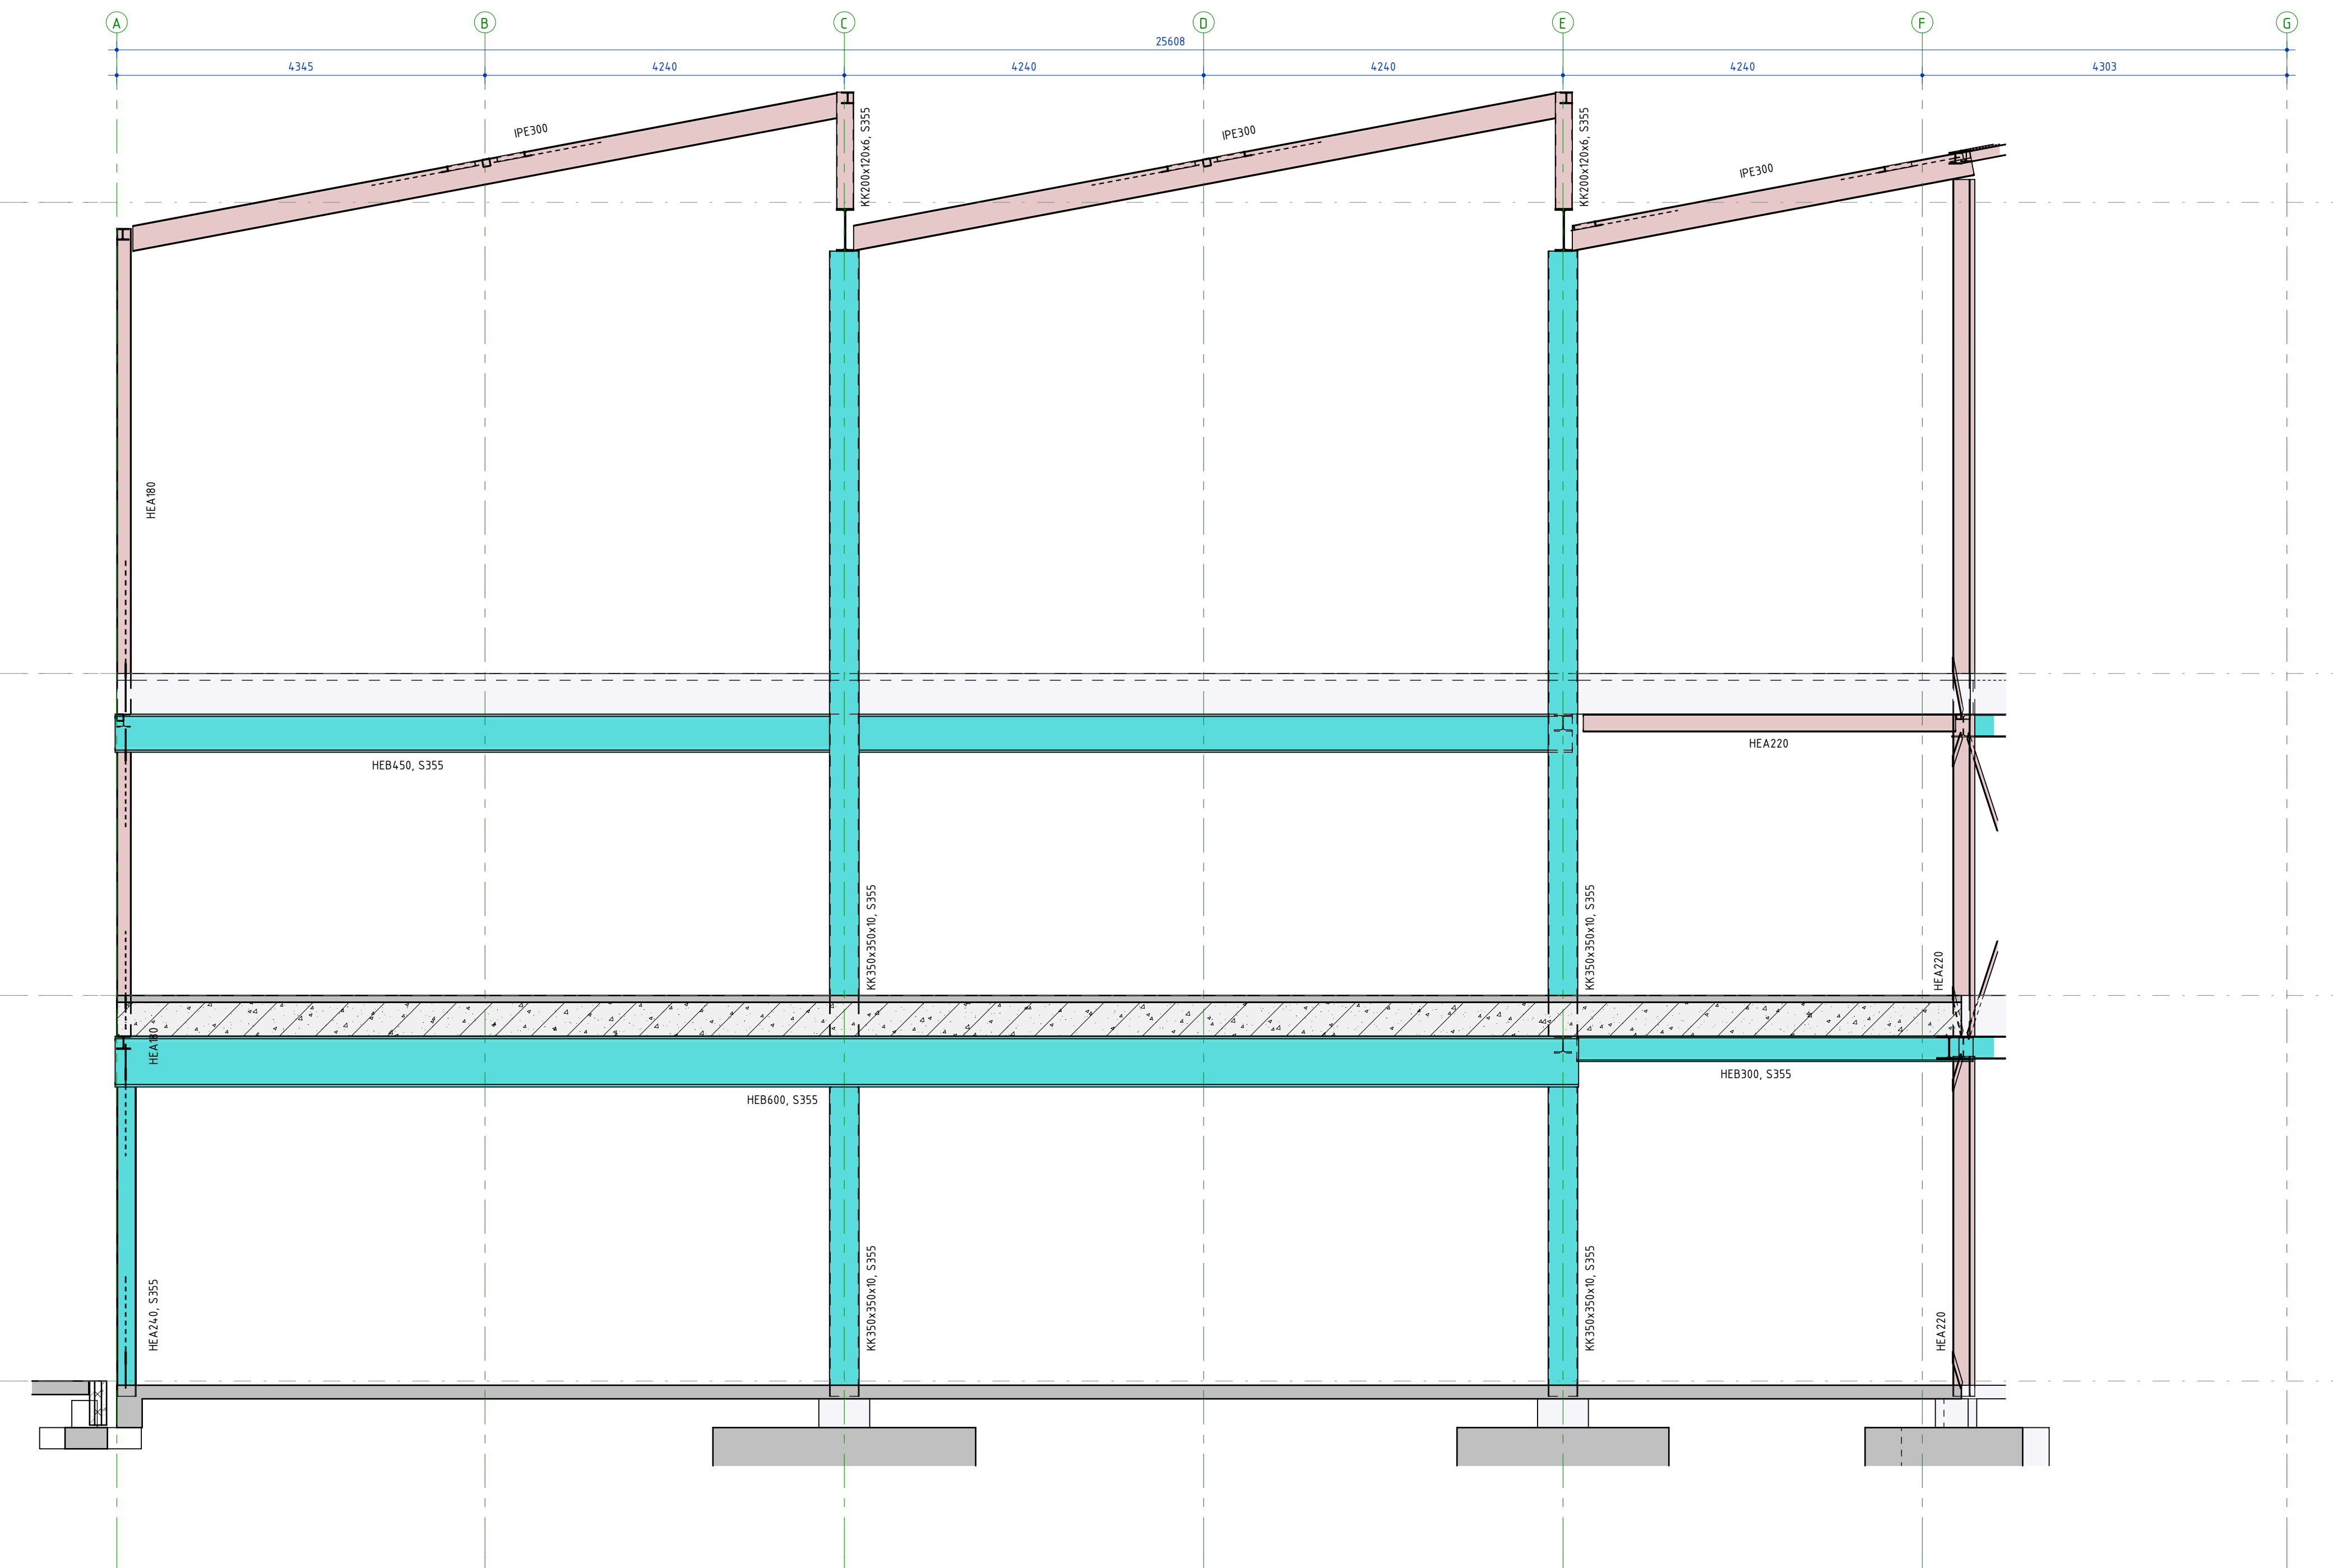 A
B
C
D
E
F
G
25608
4345
4240
4240
4240
4240
4303
IPE300
IPE300
IPE300
KK200x120x6, S355
KK200x120x6, S355
HEA180
HEA220
HEB450, S355
KK350x350x10, S355
KK350x350x10, S355
HEA220
HEA180
HEB300, S355
HEB600, S355
HEA240, S355
KK350x350x10, S355
KK350x350x10, S355
HEA220